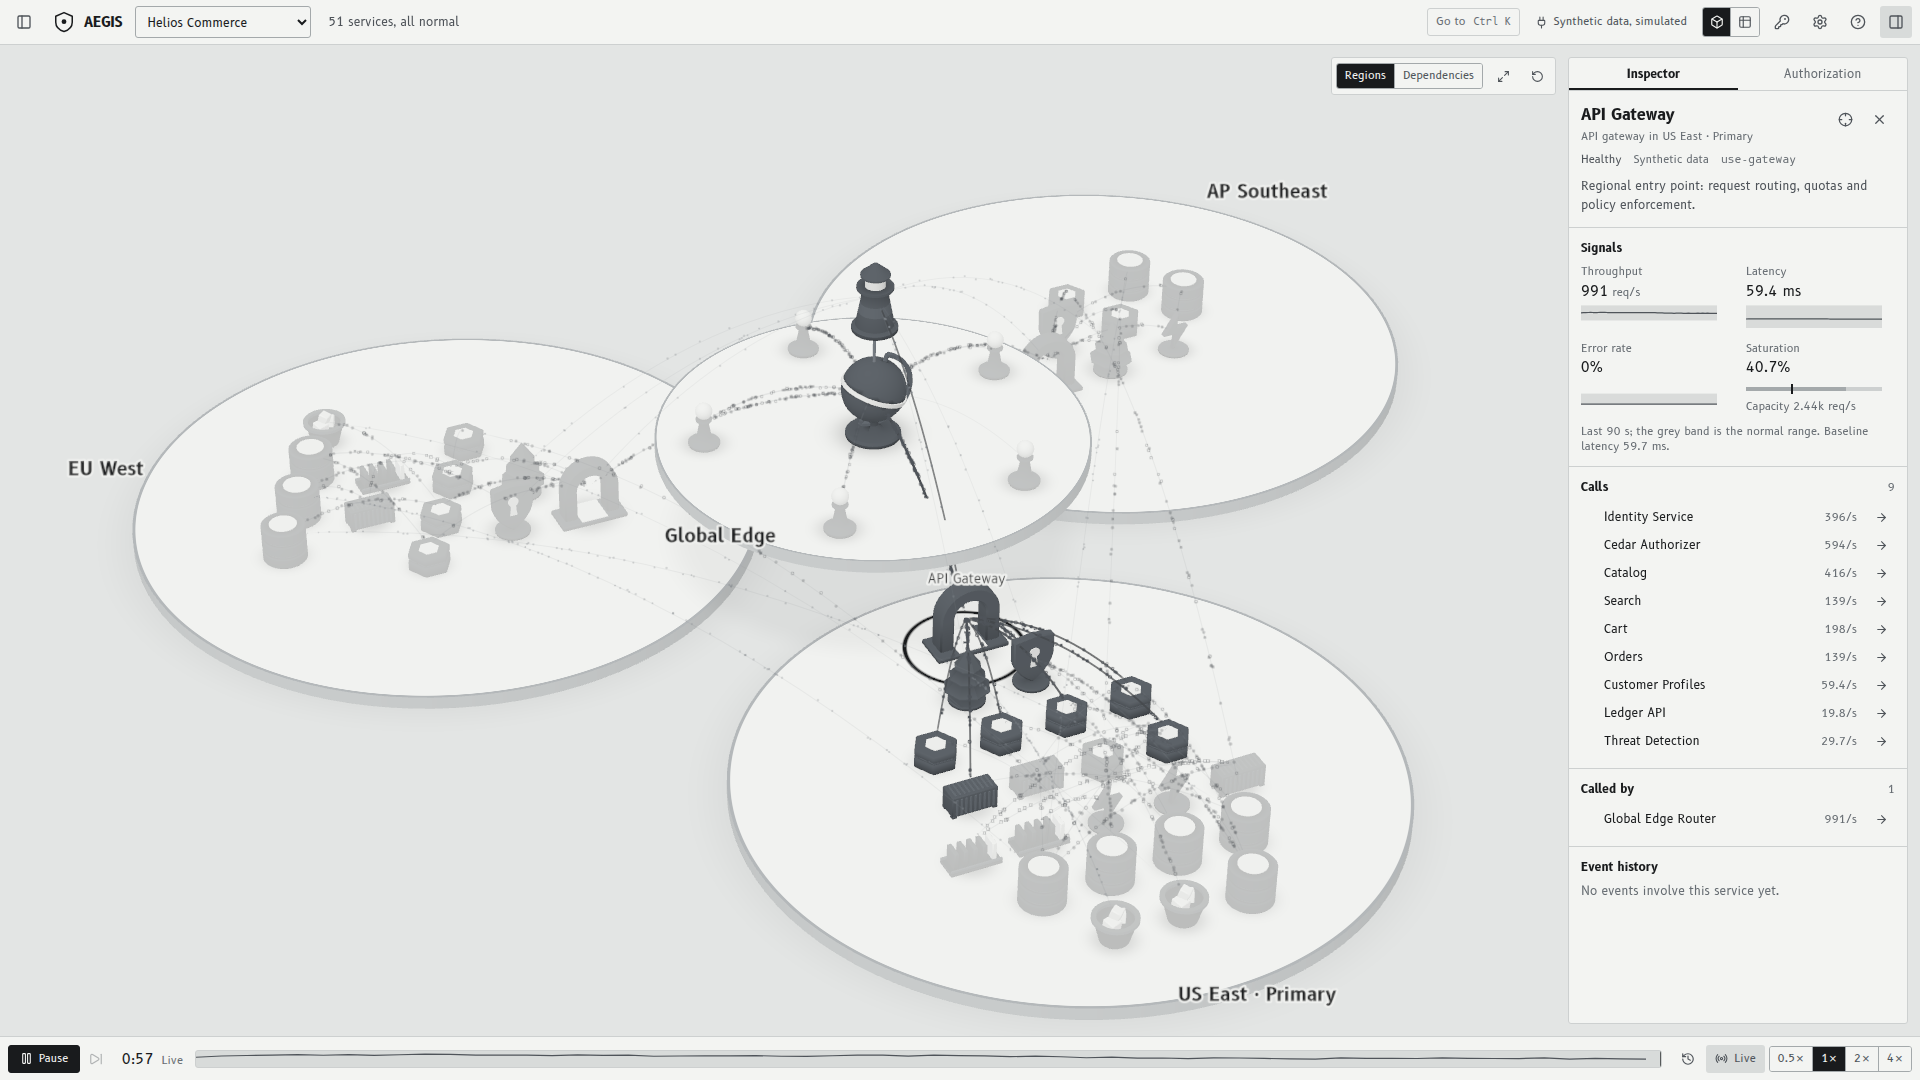 AEGIS
Helios Commerce
51 services, all normal
Go to Ctrl K
Synthetic data, simulated
Regions
Dependencies
Inspector
Authorization
API Gateway
API gateway in US East · Primary
Healthy Synthetic data use-gateway
Regional entry point: request routing, quotas and
policy enforcement.
Signals
Throughput
991 req/s
Latency
59.4 ms
Error rate
0%
Saturation
40.7%
Capacity 2.44k req/s
Last 90 s; the grey band is the normal range. Baseline
latency 59.7 ms.
Calls 9
Identity Service 396/s
Cedar Authorizer 594/s
Catalog 416/s
Search 139/s
Cart 198/s
Orders 139/s
Customer Profiles 59.4/s
Ledger API 19.8/s
Threat Detection 29.7/s
Called by 1
Global Edge Router 991/s
Event history
No events involve this service yet.
AP Southeast
EU West
Global Edge
API Gateway
US East · Primary
Pause
0:57 Live
Live
0.5×
1×
2×
4×